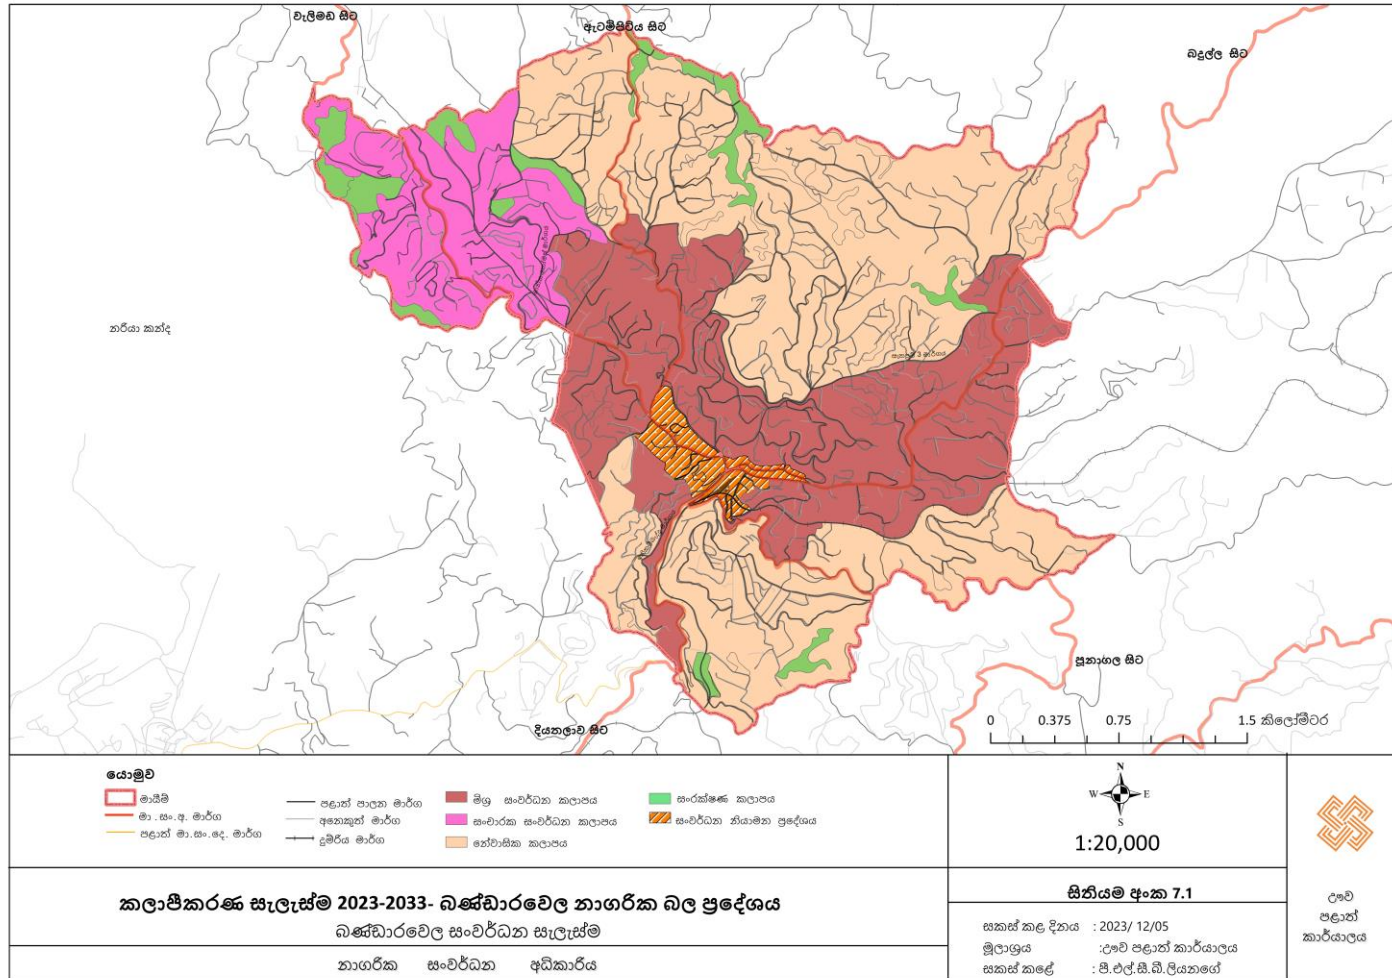 වැලිමඩ සිට
ඇටම්පිටිය සිට
බදුල්ල සිට
නරියා කන්ද
පූනාගල සිට
දියතලාව සිට
0 0.375 0.75 1.5 කිලෝමීටර
යොමුව
මායිම්
මා .සං.අ. මාර්ග
පළාත් මා.සං.දෙ. මාර්ග
පළාත් පාලන මාර්ග
අනෙකුත් මාර්ග
දුම්රිය මාර්ග
මිශ්‍ර සංවර්ධන කලාපය
සංචාරක සංවර්ධන කලාපය
නේවාසික කලාපය
සංරක්ෂණ කලාපය
සංවර්ධන නියාමන ප්‍රදේශය
N
W E
S
1:20,000
කලාපීකරණ සැලැස්ම 2023-2033- බණ්ඩාරවෙල නාගරික බල ප්‍රදේශය
බණ්ඩාරවෙල සංවර්ධන සැලැස්ම
නාගරික සංවර්ධන අධිකාරිය
සිතියම අංක 7.1
සකස් කළ දිනය : 2023/ 12/05
මූලාශ්‍රය :ඌව පළාත් කාර්යාලය
සකස් කළේ : පී.එල්.සී.බී.ලියනගේ
ඌව
පළාත්
කාර්යාලය